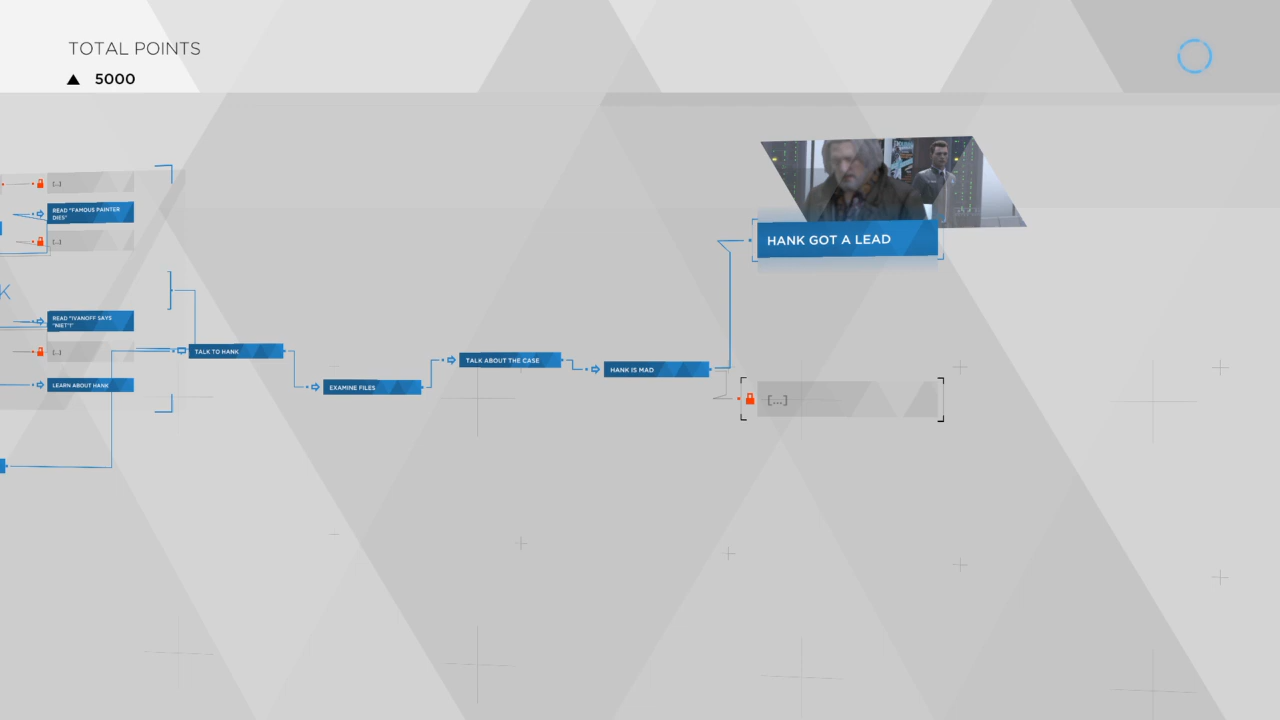 TOTAL POINTS
5000
[...]
READ "FAMOUS PAINTER
DIES"
[...]
HANK GOT A LEAD
K
READ "IVANOFF SAYS
"NIET"!"
[...]
TALK TO HANK
LEARN ABOUT HANK
EXAMINE FILES
TALK ABOUT THE CASE
HANK IS MAD
[...]